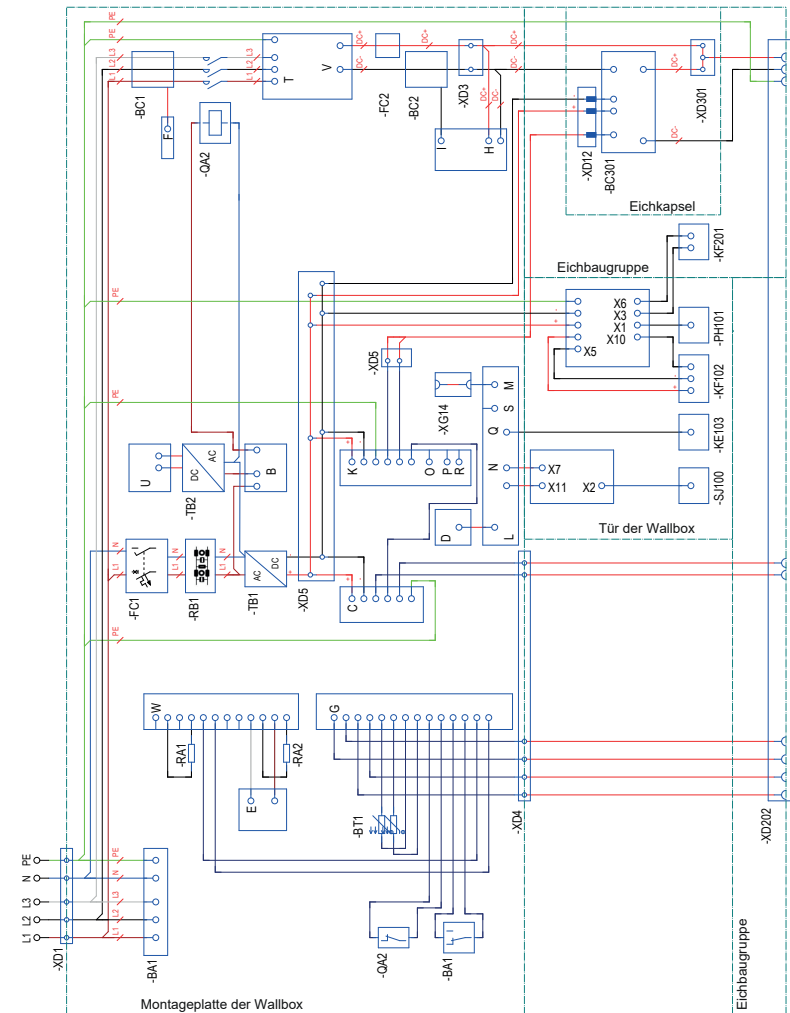 PE
PE
L3
L2
L1
-BC1
F
-QA2
T
V
DC+
DC-
-FC2
DC+
-BC2
-XD3
DC+
DC-
I
H
DC+
DC-
+
-
-XD12
-BC301
DC+
DC-
-XD301
Eichkapsel
Eichbaugruppe
-KF201
PE
X6
X3
X1
X10
X5
-
+
-PH101
-KF102
-
+
-XD5
-XG14
M
S
Q
N
L
-KE103
PE
K
O
P
R
+
-
U
AC
DC
-TB2
B
X7
X11
X2
-SJ100
Tür der Wallbox
D
N
L1
-FC1
N
L1
-RB1
N
L1
AC
DC
-TB1
+
-
-XD5
C
+
-
PE
W
-RA1
-RA2
E
G
-BT1
-XD4
-XD202
PE
N
L3
L2
L1
-XD1
PE
N
L3
L2
L1
-BA1
-QA2
-BA1
Montageplatte der Wallbox
Eichbaugruppe